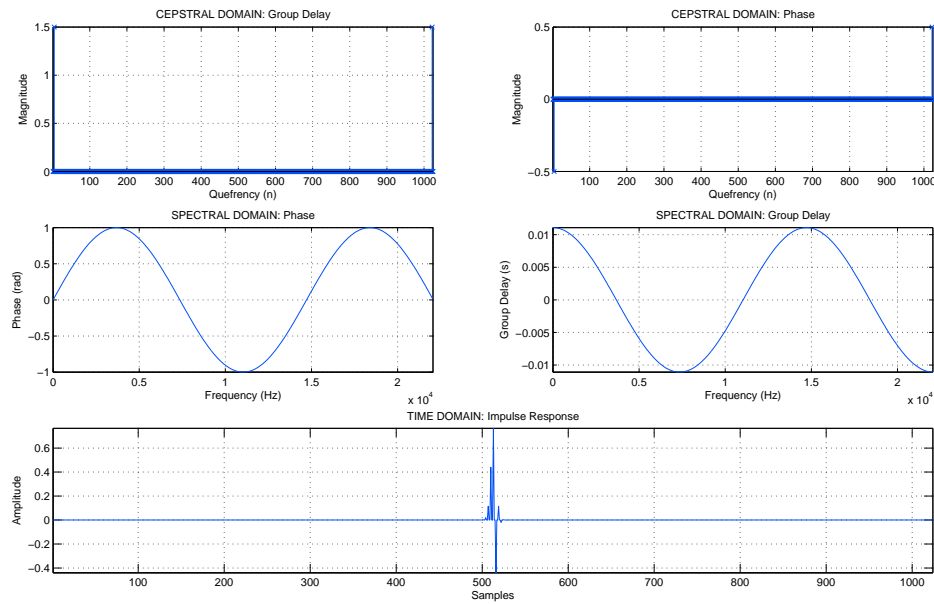 CEPSTRAL DOMAIN: Group Delay
1.5
1
0.5
0
Magnitude
100 200 300 400 500 600 700 800 900 1000
Quefrency (n)
CEPSTRAL DOMAIN: Phase
0.5
0
−0.5
Magnitude
100 200 300 400 500 600 700 800 900 1000
Quefrency (n)
SPECTRAL DOMAIN: Phase
1
0.5
0
−0.5
−1
Phase (rad)
0 0.5 1 1.5 2
Frequency (Hz)
x 10^4
SPECTRAL DOMAIN: Group Delay
0.01
0.005
0
−0.005
−0.01
Group Delay (s)
0 0.5 1 1.5 2
Frequency (Hz)
x 10^4
TIME DOMAIN: Impulse Response
0.6
0.4
0.2
0
−0.2
−0.4
Amplitude
100 200 300 400 500 600 700 800 900 1000
Samples